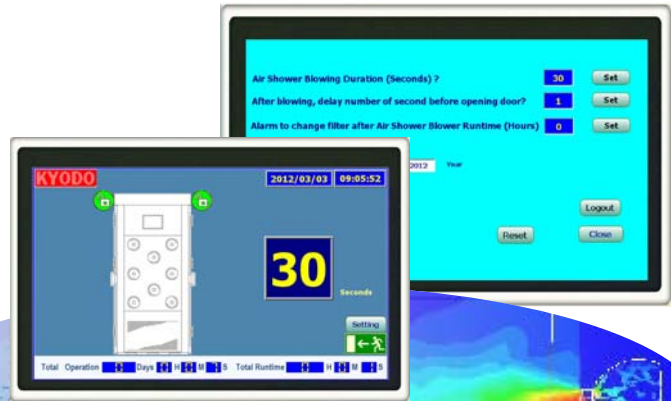 Air Shower Blowing Duration (Seconds) ? 30 Set
After blowing, delay number of second before opening door? 1 Set
Alarm to change filter after Air Shower Blower Runtime (Hours) 0 Set
2012 Year
Logout
Reset Close
KYODO 2012/03/03 09:05:52
30
Seconds
Setting
Total Operation Days H M S Total Runtime H M S